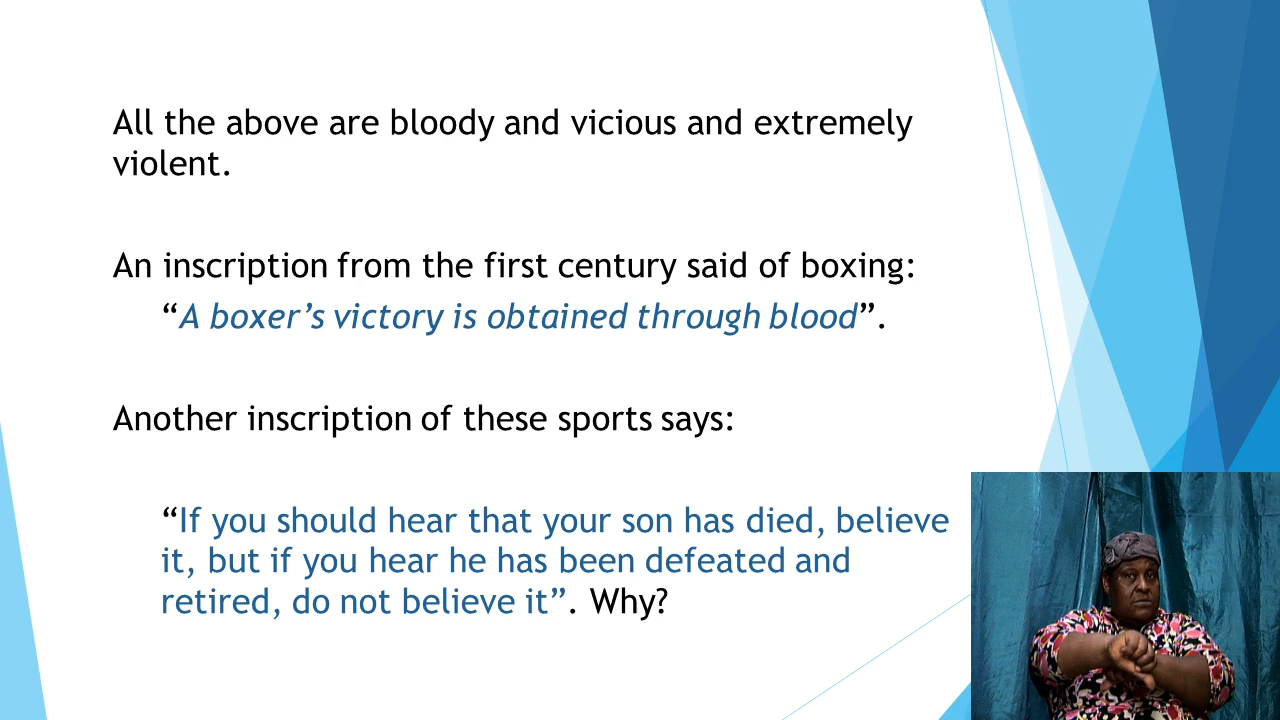 All the above are bloody and vicious and extremely
violent.
An inscription from the first century said of boxing:
“A boxer’s victory is obtained through blood”.
Another inscription of these sports says:
“If you should hear that your son has died, believe
it, but if you hear he has been defeated and
retired, do not believe it”. Why?